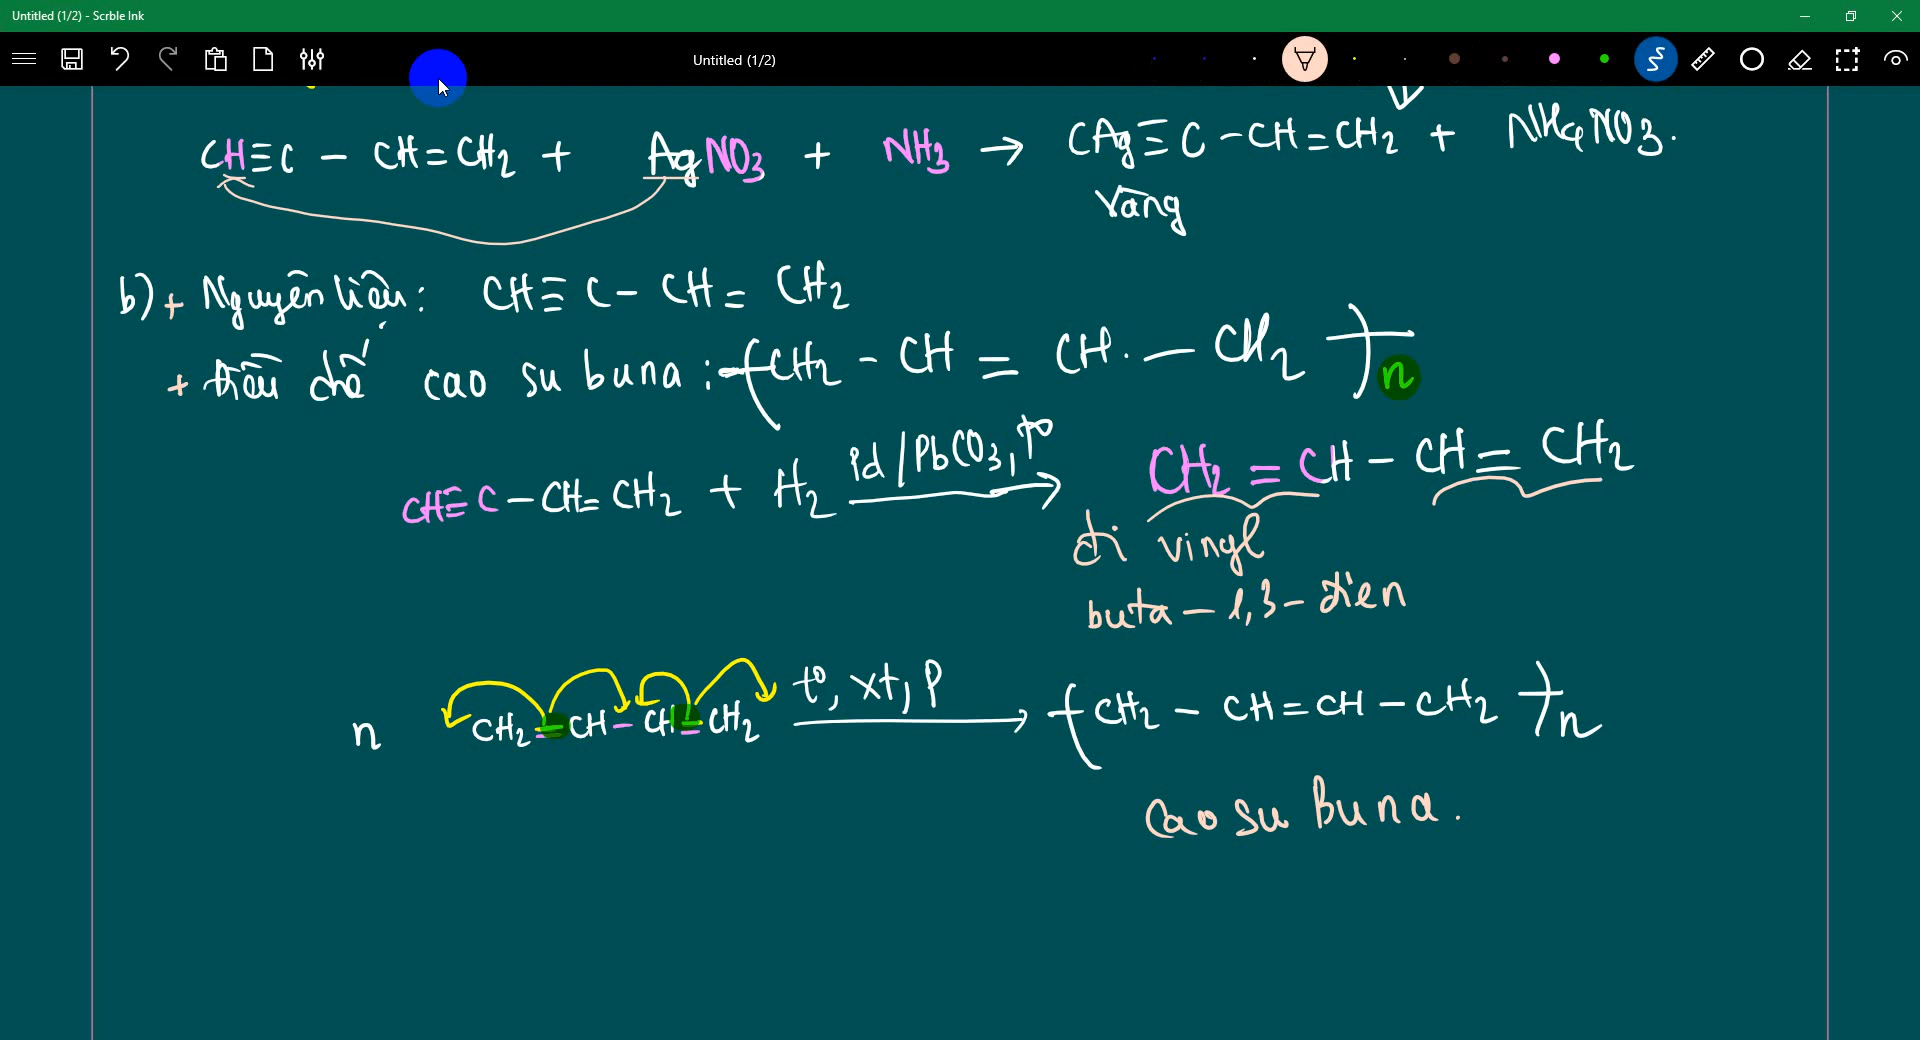 Untitled (1/2) - Scrble Ink
Untitled (1/2)
CH≡C - CH=CH2 + AgNO3 + NH3 → CAg≡C -CH=CH2 + NH4NO3.
Vàng
b) + Nguyên liệu: CH≡C- CH=CH2
+ Điều chế cao su buna: (CH2 - CH = CH - CH2)n
CH≡C-CH=CH2 + H2 Pd/PbCO3, t° → CH2=CH-CH=CH2
đi vinyl
buta-1,3-đien
n CH2=CH-CH=CH2 t°, xt, P → (CH2-CH=CH-CH2)n
Cao su Buna.